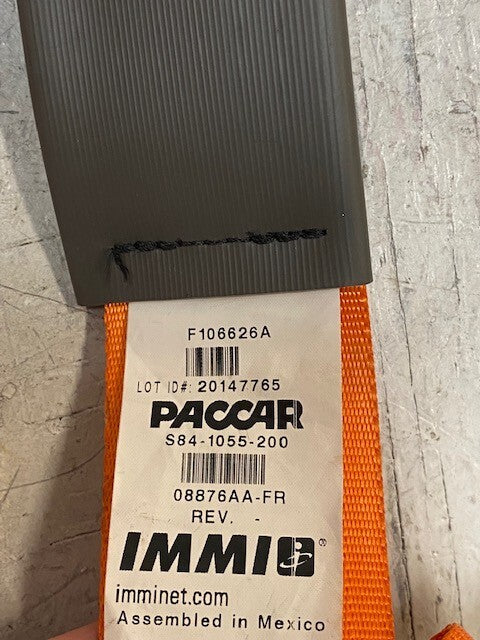 F106626A
LOT ID#: 20147765
PACCAR
S84-1055-200
08876AA-FR
REV. -
IMMI®
imminet.com
Assembled in Mexico